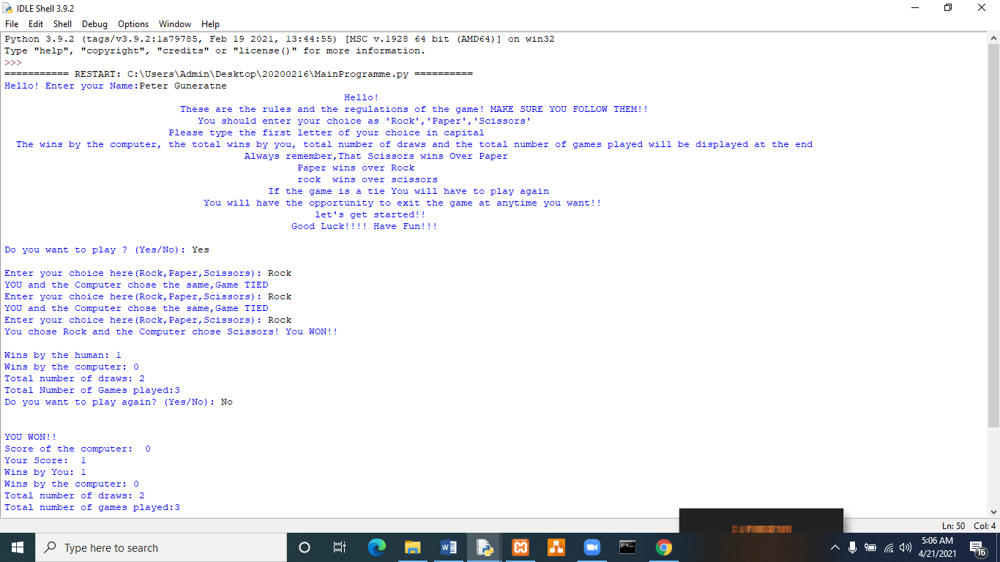 IDLE Shell 3.9.2
File Edit Shell Debug Options Window Help
Python 3.9.2 (tags/v3.9.2:1a79785, Feb 19 2021, 13:44:55) [MSC v.1928 64 bit (AMD64)] on win32
Type "help", "copyright", "credits" or "license()" for more information.
>>>
=========== RESTART: C:\Users\Admin\Desktop\20200216\MainProgramme.py ==========
Hello! Enter your Name:Peter Guneratne
Hello!
These are the rules and the regulations of the game! MAKE SURE YOU FOLLOW THEM!!
You should enter your choice as 'Rock','Paper','Scissors'
Please type the first letter of your choice in capital
The wins by the computer, the total wins by you, total number of draws and the total number of games played will be displayed at the end
Always remember,That Scissors wins Over Paper
Paper wins over Rock
rock  wins over scissors
If the game is a tie You will have to play again
You will have the opportunity to exit the game at anytime you want!!
let's get started!!
Good Luck!!!! Have Fun!!!
Do you want to play ? (Yes/No): Yes
Enter your choice here(Rock,Paper,Scissors): Rock
YOU and the Computer chose the same,Game TIED
Enter your choice here(Rock,Paper,Scissors): Rock
YOU and the Computer chose the same,Game TIED
Enter your choice here(Rock,Paper,Scissors): Rock
You chose Rock and the Computer chose Scissors! You WON!!
Wins by the human: 1
Wins by the computer: 0
Total number of draws: 2
Total Number of Games played:3
Do you want to play again? (Yes/No): No
YOU WON!!
Score of the computer:  0
Your Score:  1
Wins by You: 1
Wins by the computer: 0
Total number of draws: 2
Total number of games played:3
Ln: 50 Col: 4
Type here to search
5:06 AM
4/21/2021
16